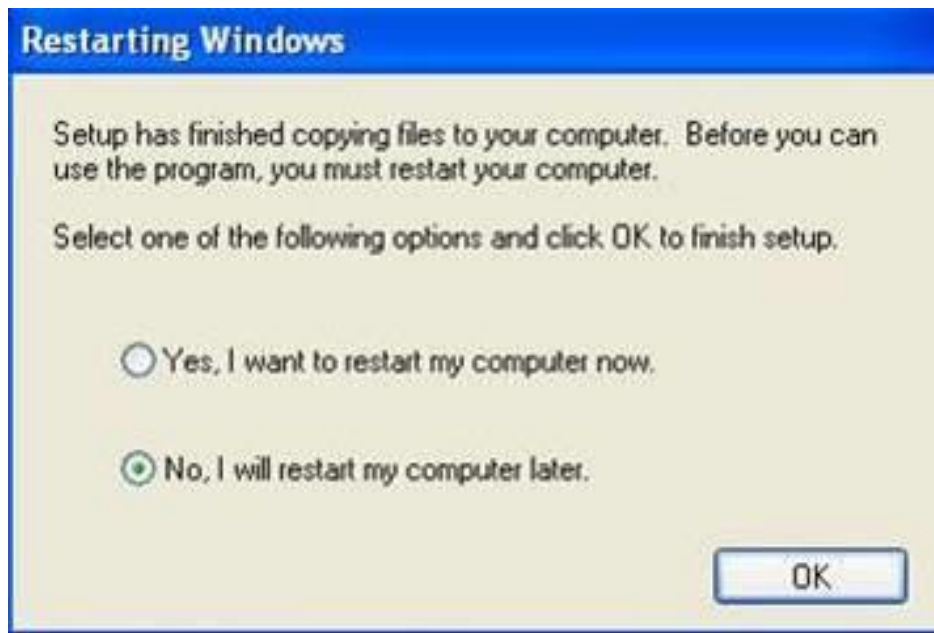 Restarting Windows
Setup has finished copying files to your computer.  Before you can
use the program, you must restart your computer.
Select one of the following options and click OK to finish setup.
Yes, I want to restart my computer now.
No, I will restart my computer later.
OK